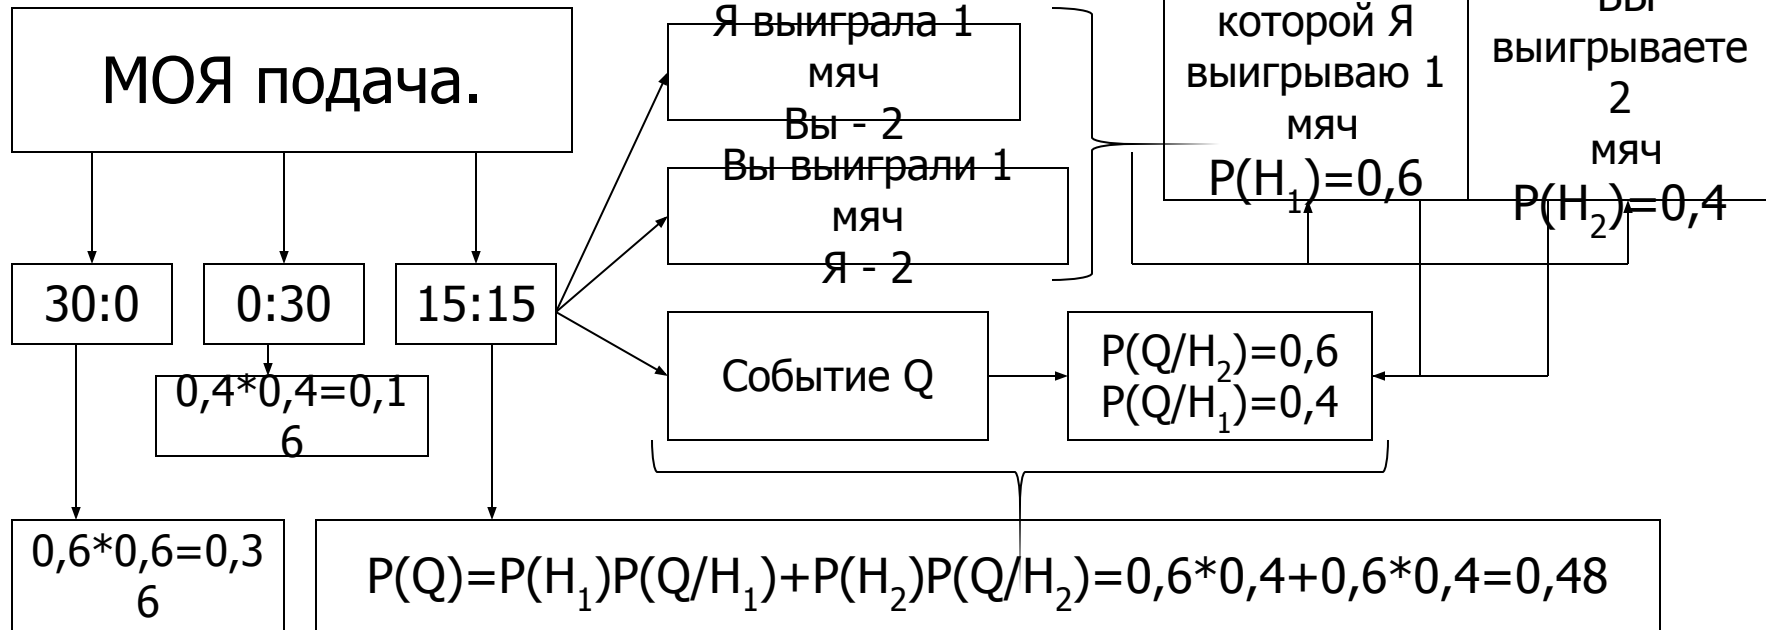 МОЯ подача.
30:0
0:30
15:15
0,4*0,4=0,1
6
0,6*0,6=0,3
6
Я выиграла 1
мяч
Вы - 2
Вы выиграли 1
мяч
Я - 2
Событие Q
P(Q/H2)=0,6
P(Q/H1)=0,4
которой Я
выигрываю 1
мяч
P(H1)=0,6
ВЫ
выигрываете
2
мяч
P(H2)=0,4
P(Q)=P(H1)P(Q/H1)+P(H2)P(Q/H2)=0,6*0,4+0,6*0,4=0,48